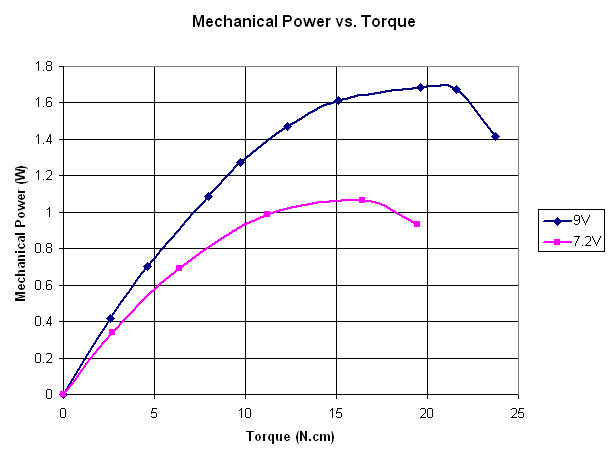 Mechanical Power vs. Torque
1.8
1.6
1.4
1.2
1
0.8
0.6
0.4
0.2
0
Mechanical Power (W)
0 5 10 15 20 25
Torque (N.cm)
9V
7.2V